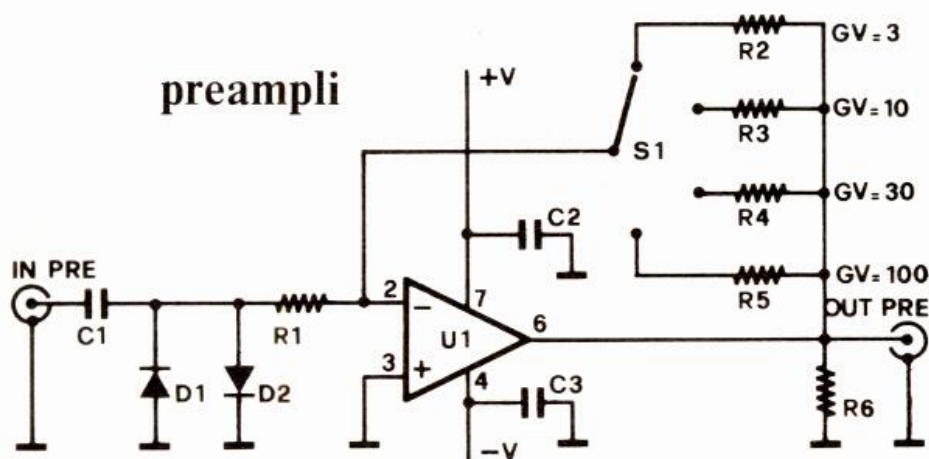 preampli
+V
R2
GV=3
R3
GV=10
S1
R4
GV=30
C2
R5
GV=100
IN PRE
C1
R1
2
-
7
U1
6
OUT PRE
3
+
4
D1
D2
C3
R6
-V